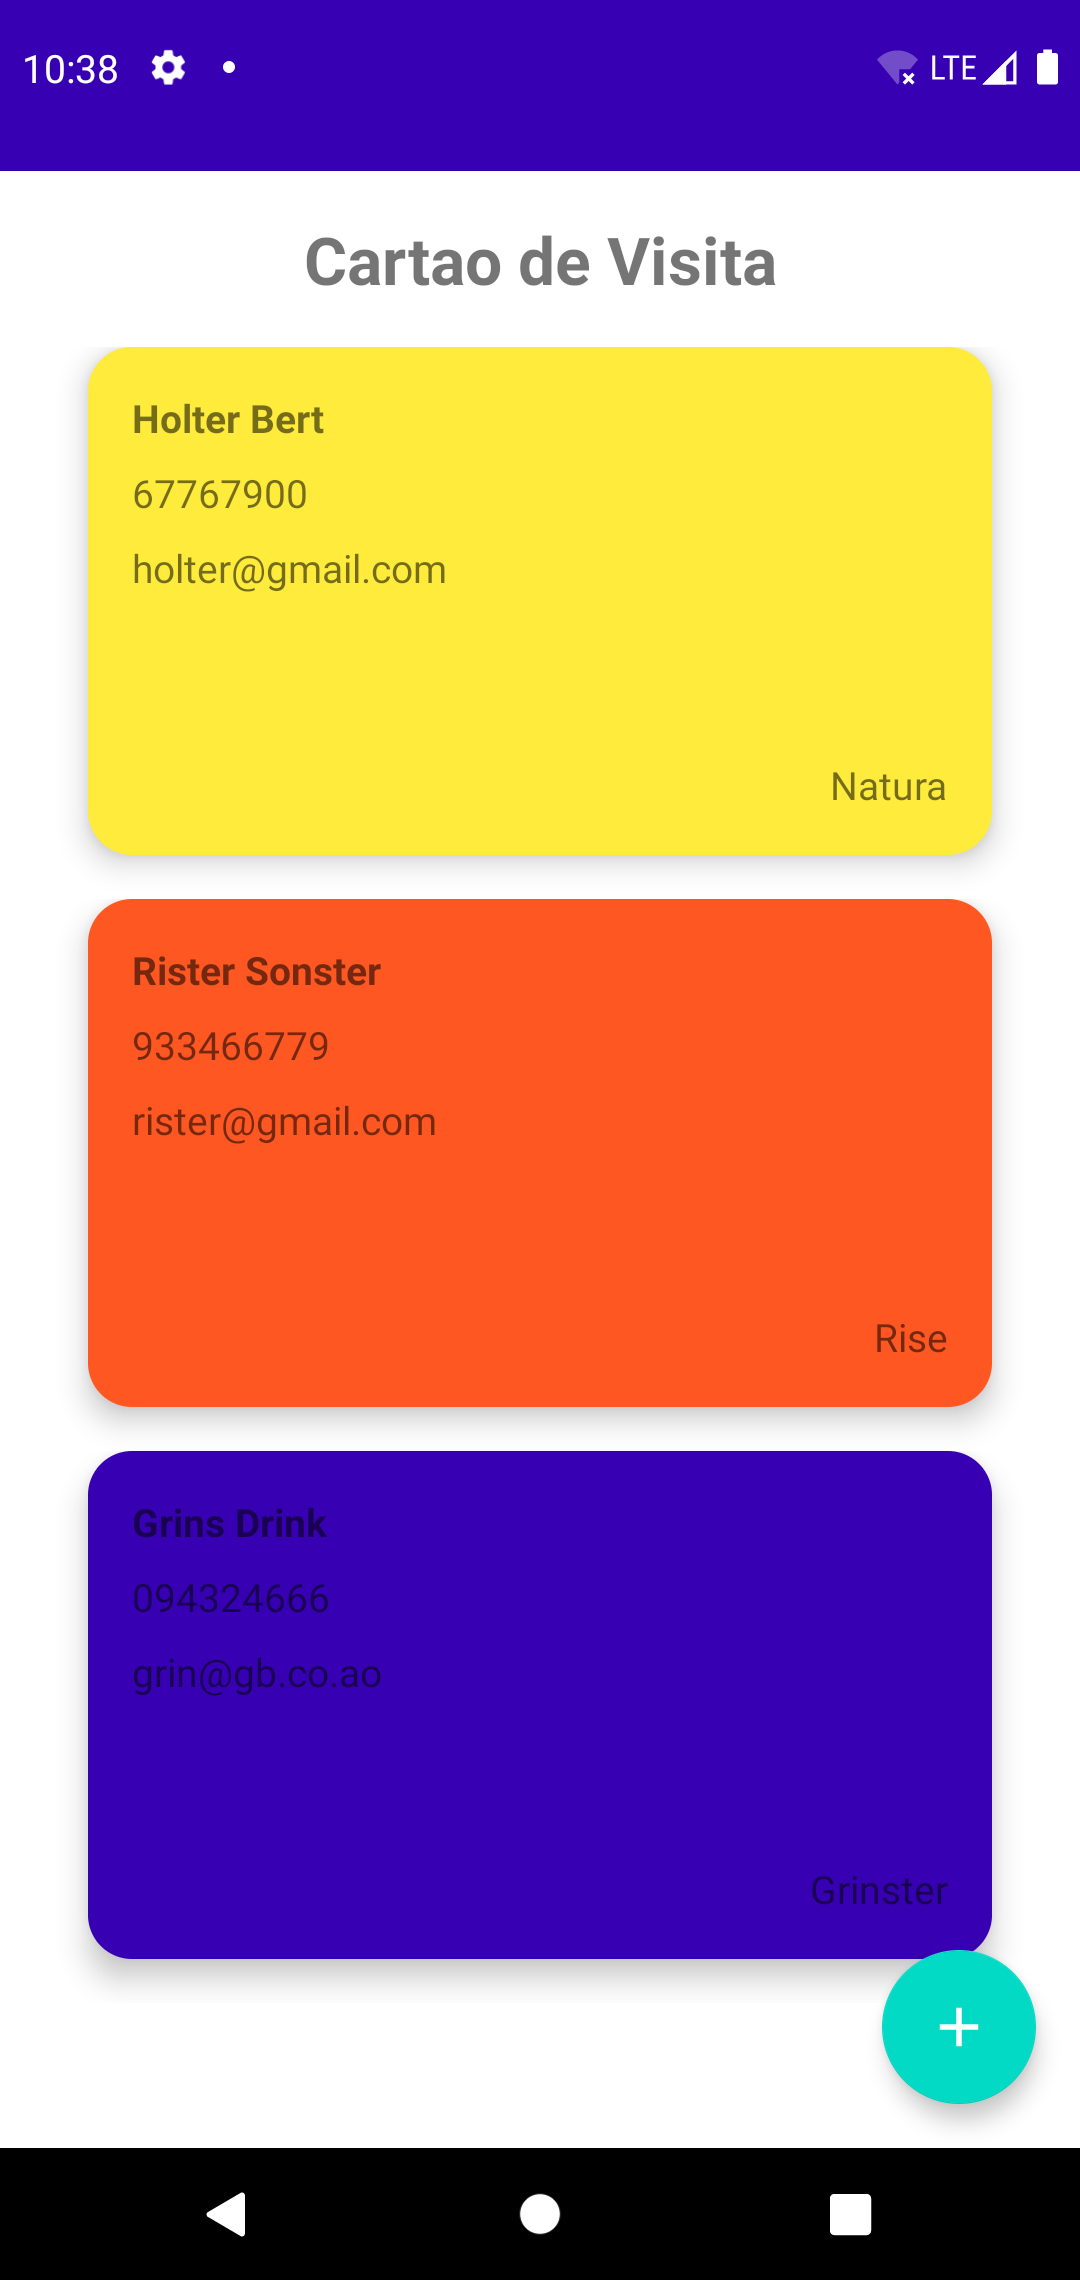 10:38
LTE
Cartao de Visita
Holter Bert
67767900
holter@gmail.com
Natura
Rister Sonster
933466779
rister@gmail.com
Rise
Grins Drink
094324666
grin@gb.co.ao
Grinster